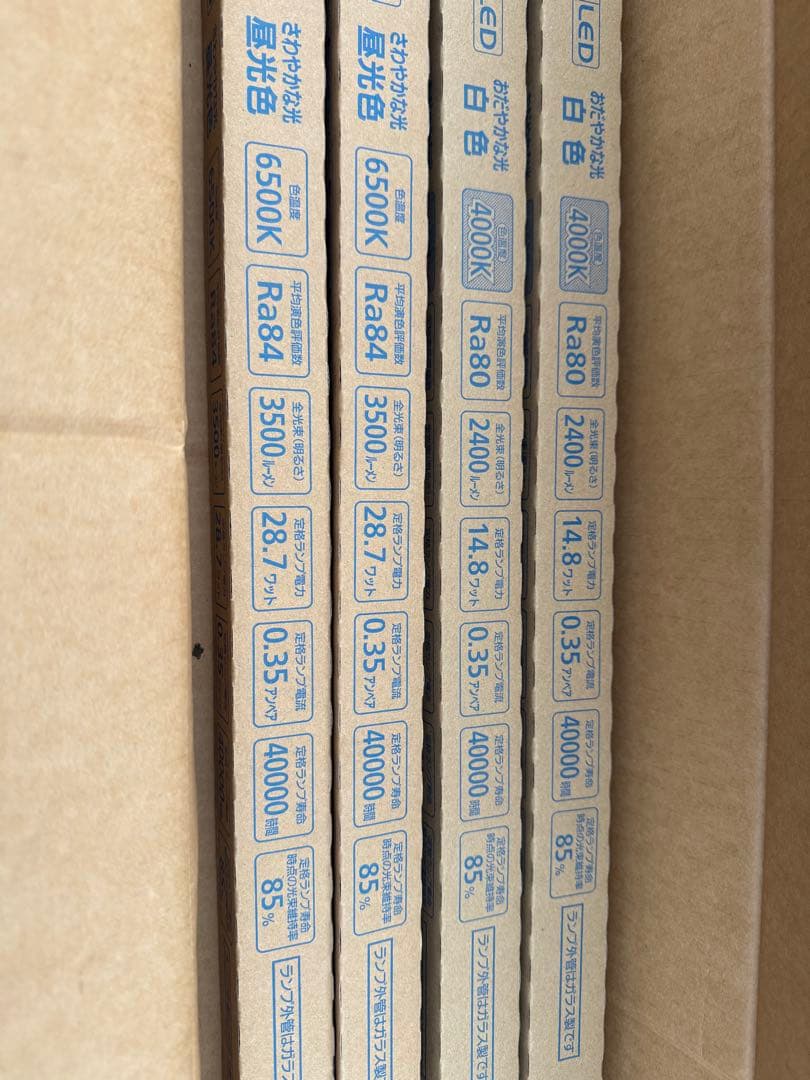 さわやかな光
昼光色
色温度
6500K
平均演色評価数
Ra84
全光束(明るさ)
3500ルーメン
定格ランプ電力
28.7ワット
定格ランプ電流
0.35アンペア
定格ランプ寿命
40000時間
定格ランプ寿命
時点の光束維持率
85%
ランプ外管はガラス
さわやかな光
昼光色
色温度
6500K
平均演色評価数
Ra84
全光束(明るさ)
3500ルーメン
定格ランプ電力
28.7ワット
定格ランプ電流
0.35アンペア
定格ランプ寿命
40000時間
定格ランプ寿命
時点の光束維持率
85%
ランプ外管はガラス製
LED
おだやかな光
白色
(色温度)
4000K
平均演色評価数
Ra80
全光束(明るさ)
2400ルーメン
定格ランプ電力
14.8ワット
定格ランプ電流
0.35アンペア
定格ランプ寿命
40000時間
定格ランプ寿命
時点の光束維持率
85%
ランプ外管はガラス製です
LED
おだやかな光
白色
(色温度)
4000K
平均演色評価数
Ra80
全光束(明るさ)
2400ルーメン
定格ランプ電力
14.8ワット
定格ランプ電流
0.35アンペア
定格ランプ寿命
40000時間
定格ランプ寿命
時点の光束維持率
85%
ランプ外管はガラス製です